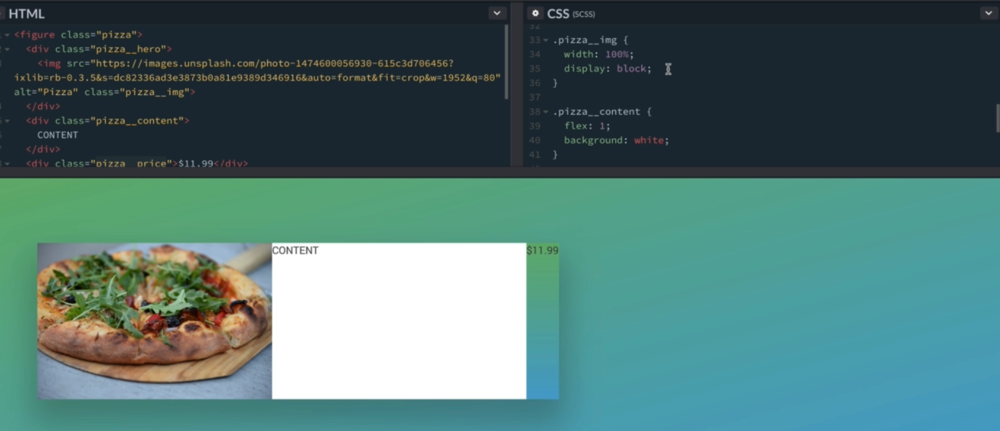 HTML
<figure class="pizza">
<div class="pizza__hero">
<img src="https://images.unsplash.com/photo-1474600056930-615c3d706456?
ixlib=rb-0.3.5&s=dc82336ad3e3873b0a81e9389d346916&auto=format&fit=crop&w=1952&q=80"
alt="Pizza" class="pizza__img">
</div>
<div class="pizza__content">
CONTENT
</div>
<div class="pizza__price">$11.99</div>
CSS (SCSS)
32
33 .pizza__img {
34 width: 100%;
35 display: block;
36 }
37
38 .pizza__content {
39 flex: 1;
40 background: white;
41 }
CONTENT
$11.99